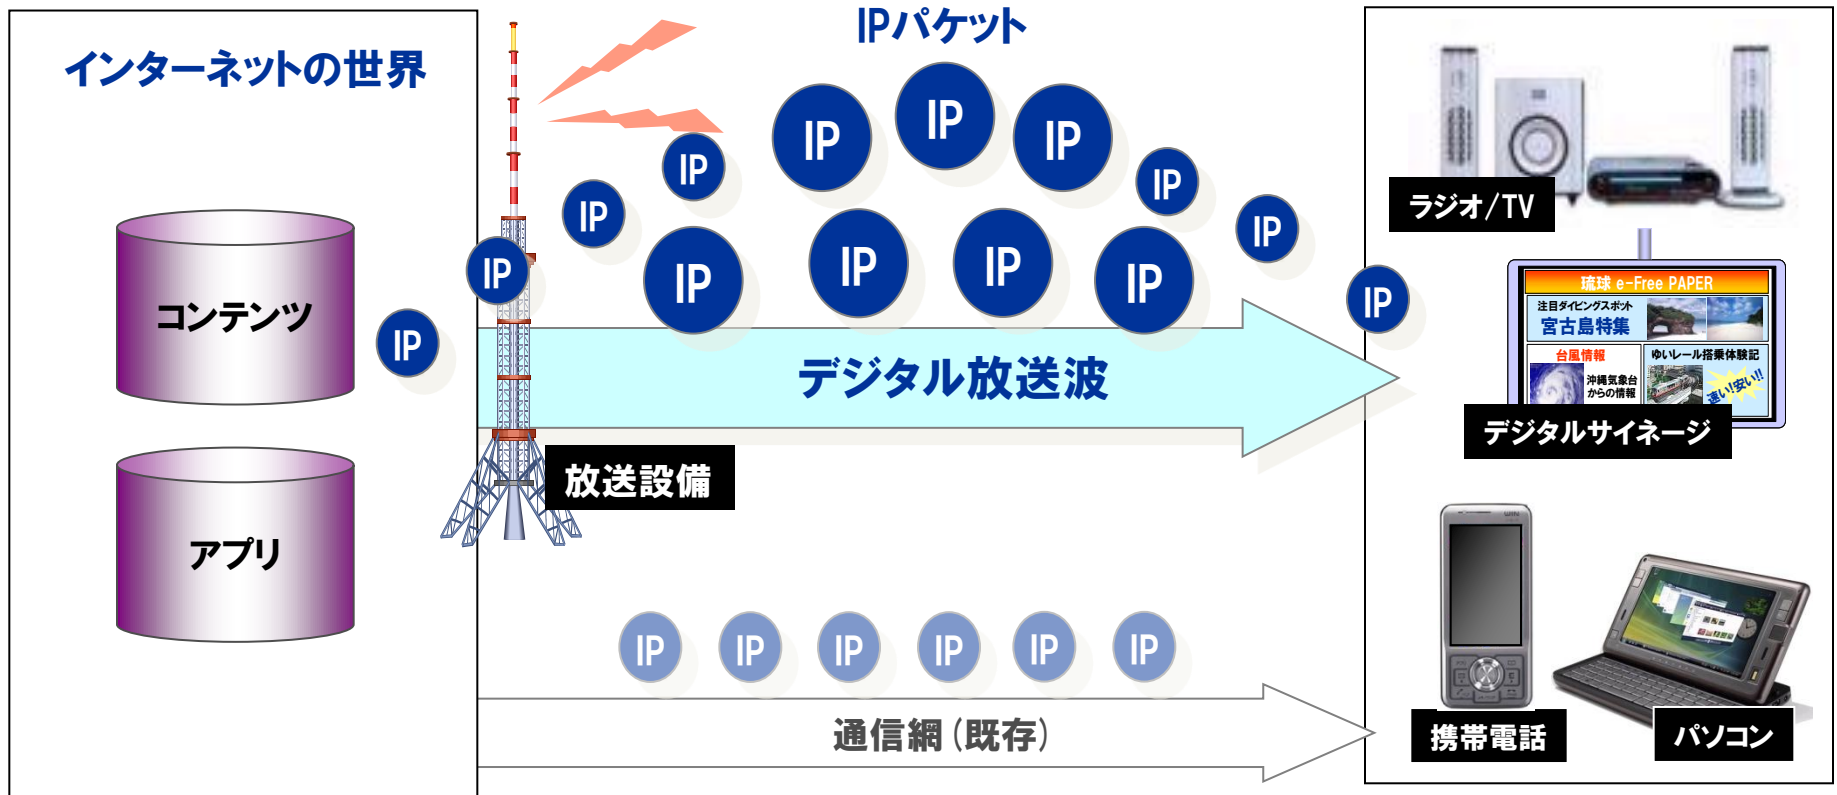 インターネットの世界
コンテンツ
アプリ
IPパケット
IP
IP
IP
IP
IP
IP
IP
IP
IP
IP
IP
IP
IP
IP
デジタル放送波
放送設備
IP
IP
IP
IP
IP
IP
通信網(既存)
ラジオ/TV
琉球 e-Free PAPER
注目ダイビングスポット
宮古島特集
台風情報
沖縄気象台
からの情報
ゆいレール搭乗体験記
速い!安い!!
デジタルサイネージ
WIN
携帯電話
パソコン